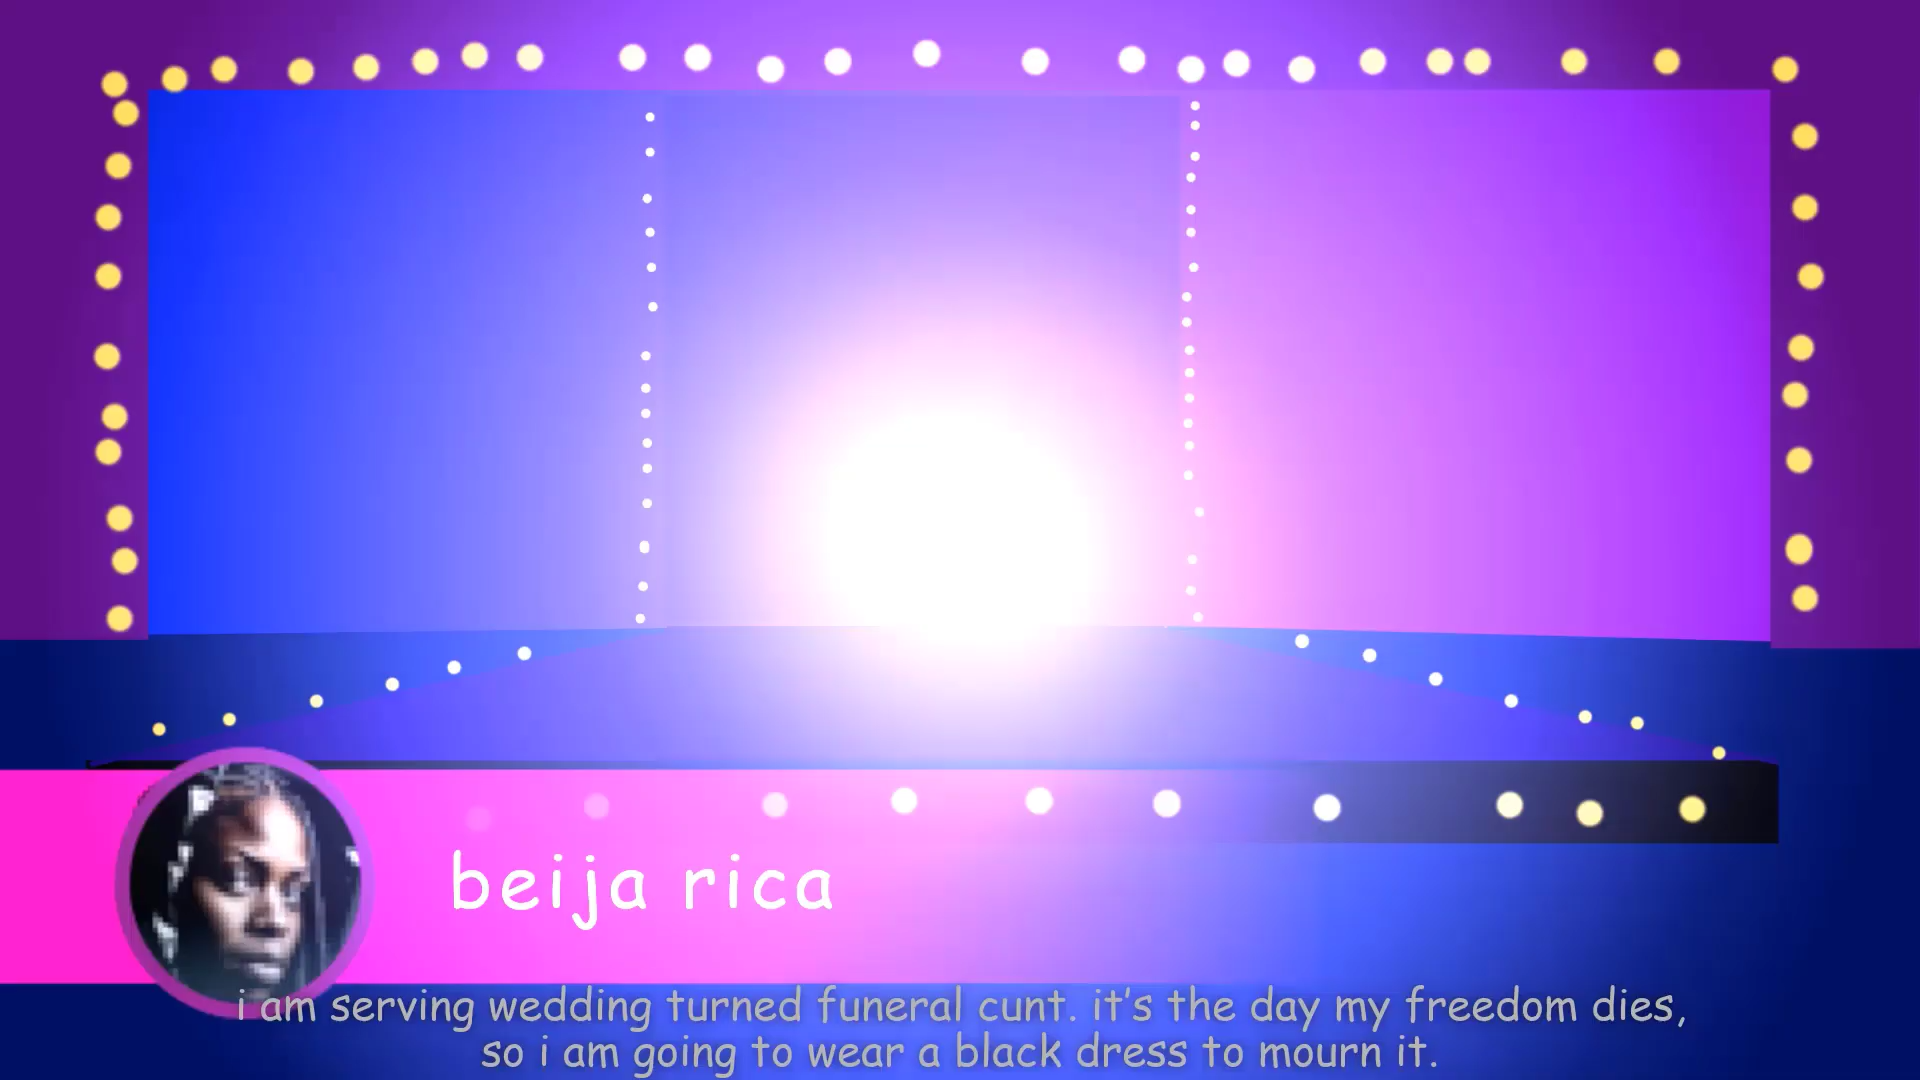 beija rica
i am serving wedding turned funeral cunt. it's the day my freedom dies,
so i am going to wear a black dress to mourn it.